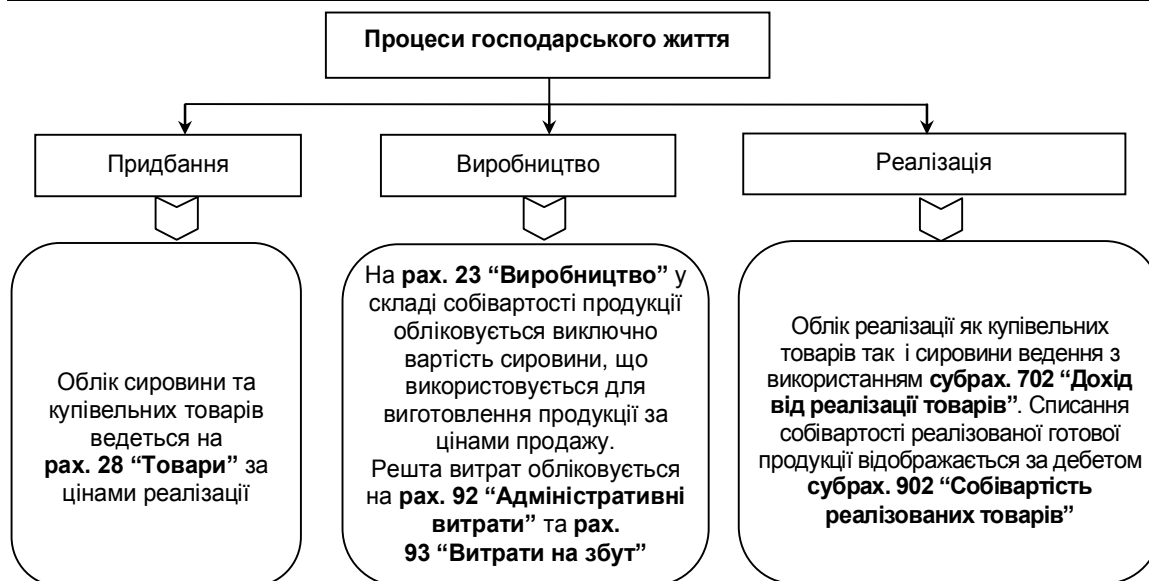 Процеси господарського життя
Придбання
Виробництво
Реалізація
Облік сировини та
купівельних товарів
ведеться на
рах. 28 “Товари” за
цінами реалізації
На рах. 23 “Виробництво” у
складі собівартості продукції
обліковується виключно
вартість сировини, що
використовується для
виготовлення продукції за
цінами продажу.
Решта витрат обліковується
на рах. 92 “Адміністративні
витрати” та рах.
93 “Витрати на збут”
Облік реалізації як купівельних
товарів так і сировини ведення з
використанням субрах. 702 “Дохід
від реалізації товарів”. Списання
собівартості реалізованої готової
продукції відображається за дебетом
субрах. 902 “Собівартість
реалізованих товарів”